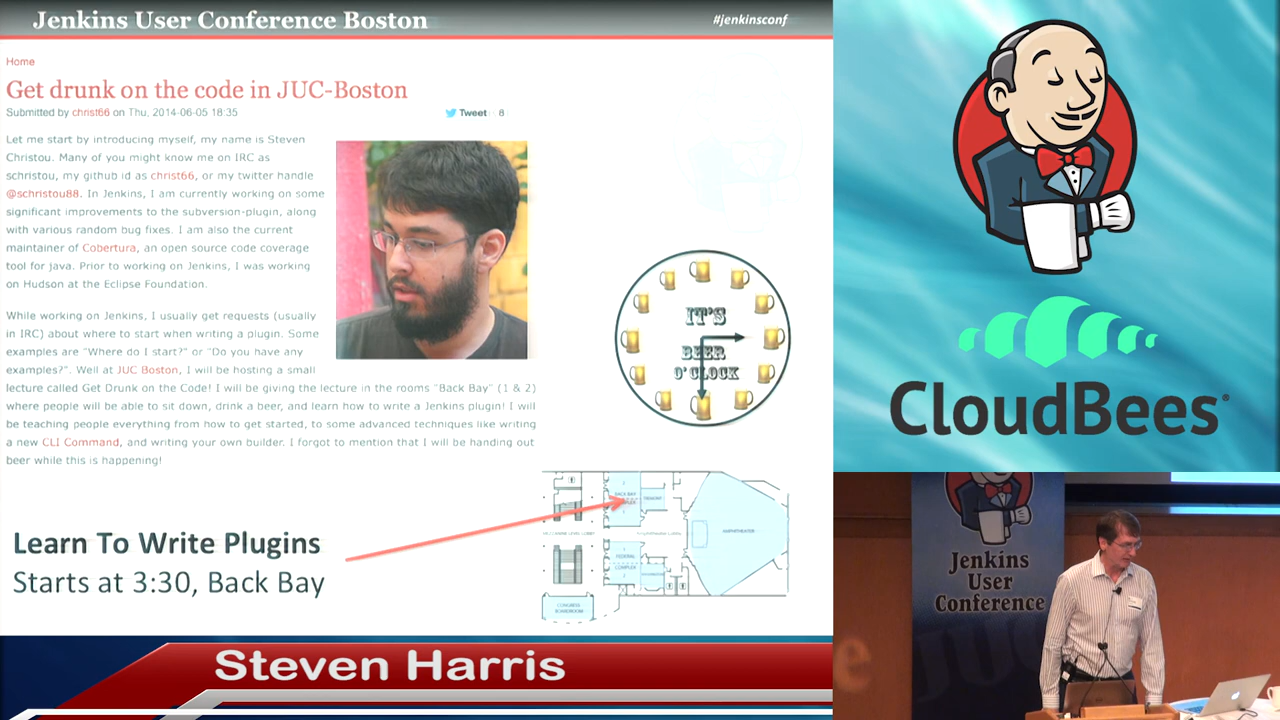 Jenkins User Conference Boston
#jenkinsconf
Home
Get drunk on the code in JUC-Boston
Submitted by christ66 on Thu, 2014-06-05 18:35
Tweet 8
Let me start by introducing myself, my name is Steven
Christou. Many of you might know me on IRC as
schristou, my github id as christ66, or my twitter handle
@schristou88. In Jenkins, I am currently working on some
significant improvements to the subversion-plugin, along
with various random bug fixes. I am also the current
maintainer of Cobertura, an open source code coverage
tool for java. Prior to working on Jenkins, I was working
on Hudson at the Eclipse Foundation.
While working on Jenkins, I usually get requests (usually
in IRC) about where to start when writing a plugin. Some
examples are "Where do I start?" or "Do you have any
examples?". Well at JUC Boston, I will be hosting a small
lecture called Get Drunk on the Code! I will be giving the lecture in the rooms "Back Bay" (1 & 2)
where people will be able to sit down, drink a beer, and learn how to write a Jenkins plugin! I will
be teaching people everything from how to get started, to some advanced techniques like writing
a new CLI Command, and writing your own builder. I forgot to mention that I will be handing out
beer while this is happening!
IT'S
BEER
O'CLOCK
BACK BAY
COMPLEX
AMPHITHEATER
FEDERAL
COMPLEX
CONGRESS
BOARDROOM
Learn To Write Plugins
Starts at 3:30, Back Bay
Steven Harris
CloudBees
Jenkins
User
Conference